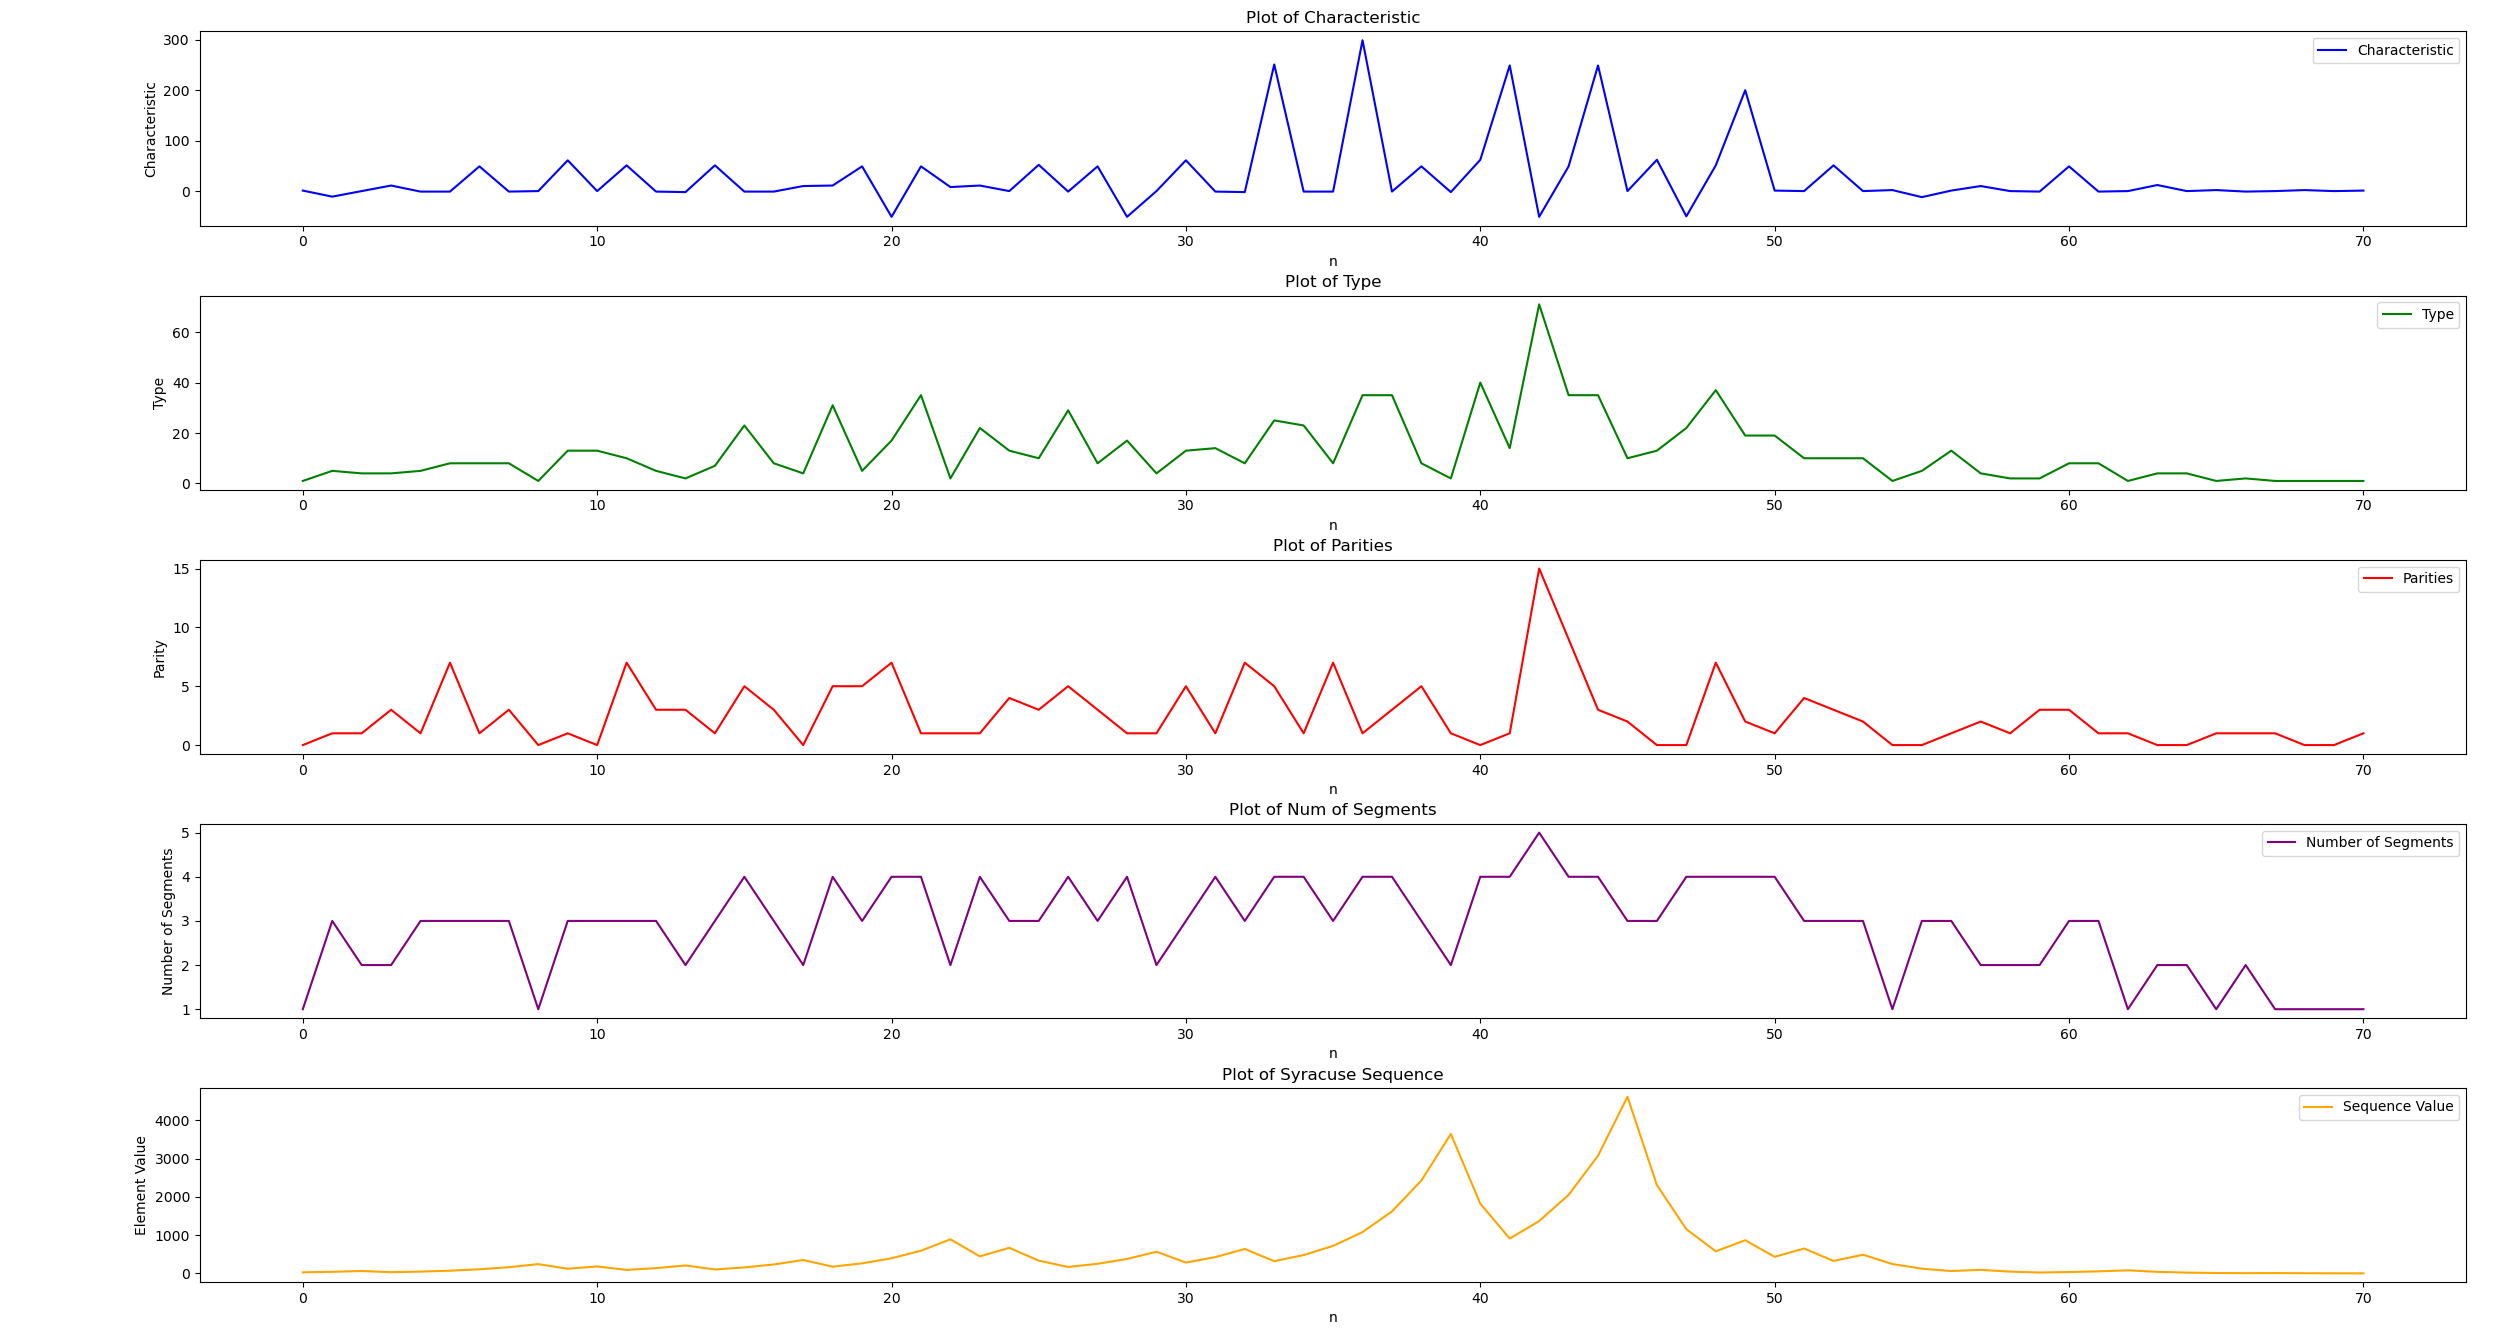 Plot of Characteristic
300
200
100
0
Characteristic
Characteristic
0 10 20 30 40 50 60 70
n
Plot of Type
60
40
20
0
Type
Type
0 10 20 30 40 50 60 70
n
Plot of Parities
15
10
5
0
Parity
Parities
0 10 20 30 40 50 60 70
n
Plot of Num of Segments
5
4
3
2
1
Number of Segments
Number of Segments
0 10 20 30 40 50 60 70
n
Plot of Syracuse Sequence
4000
3000
2000
1000
0
Element Value
Sequence Value
0 10 20 30 40 50 60 70
n